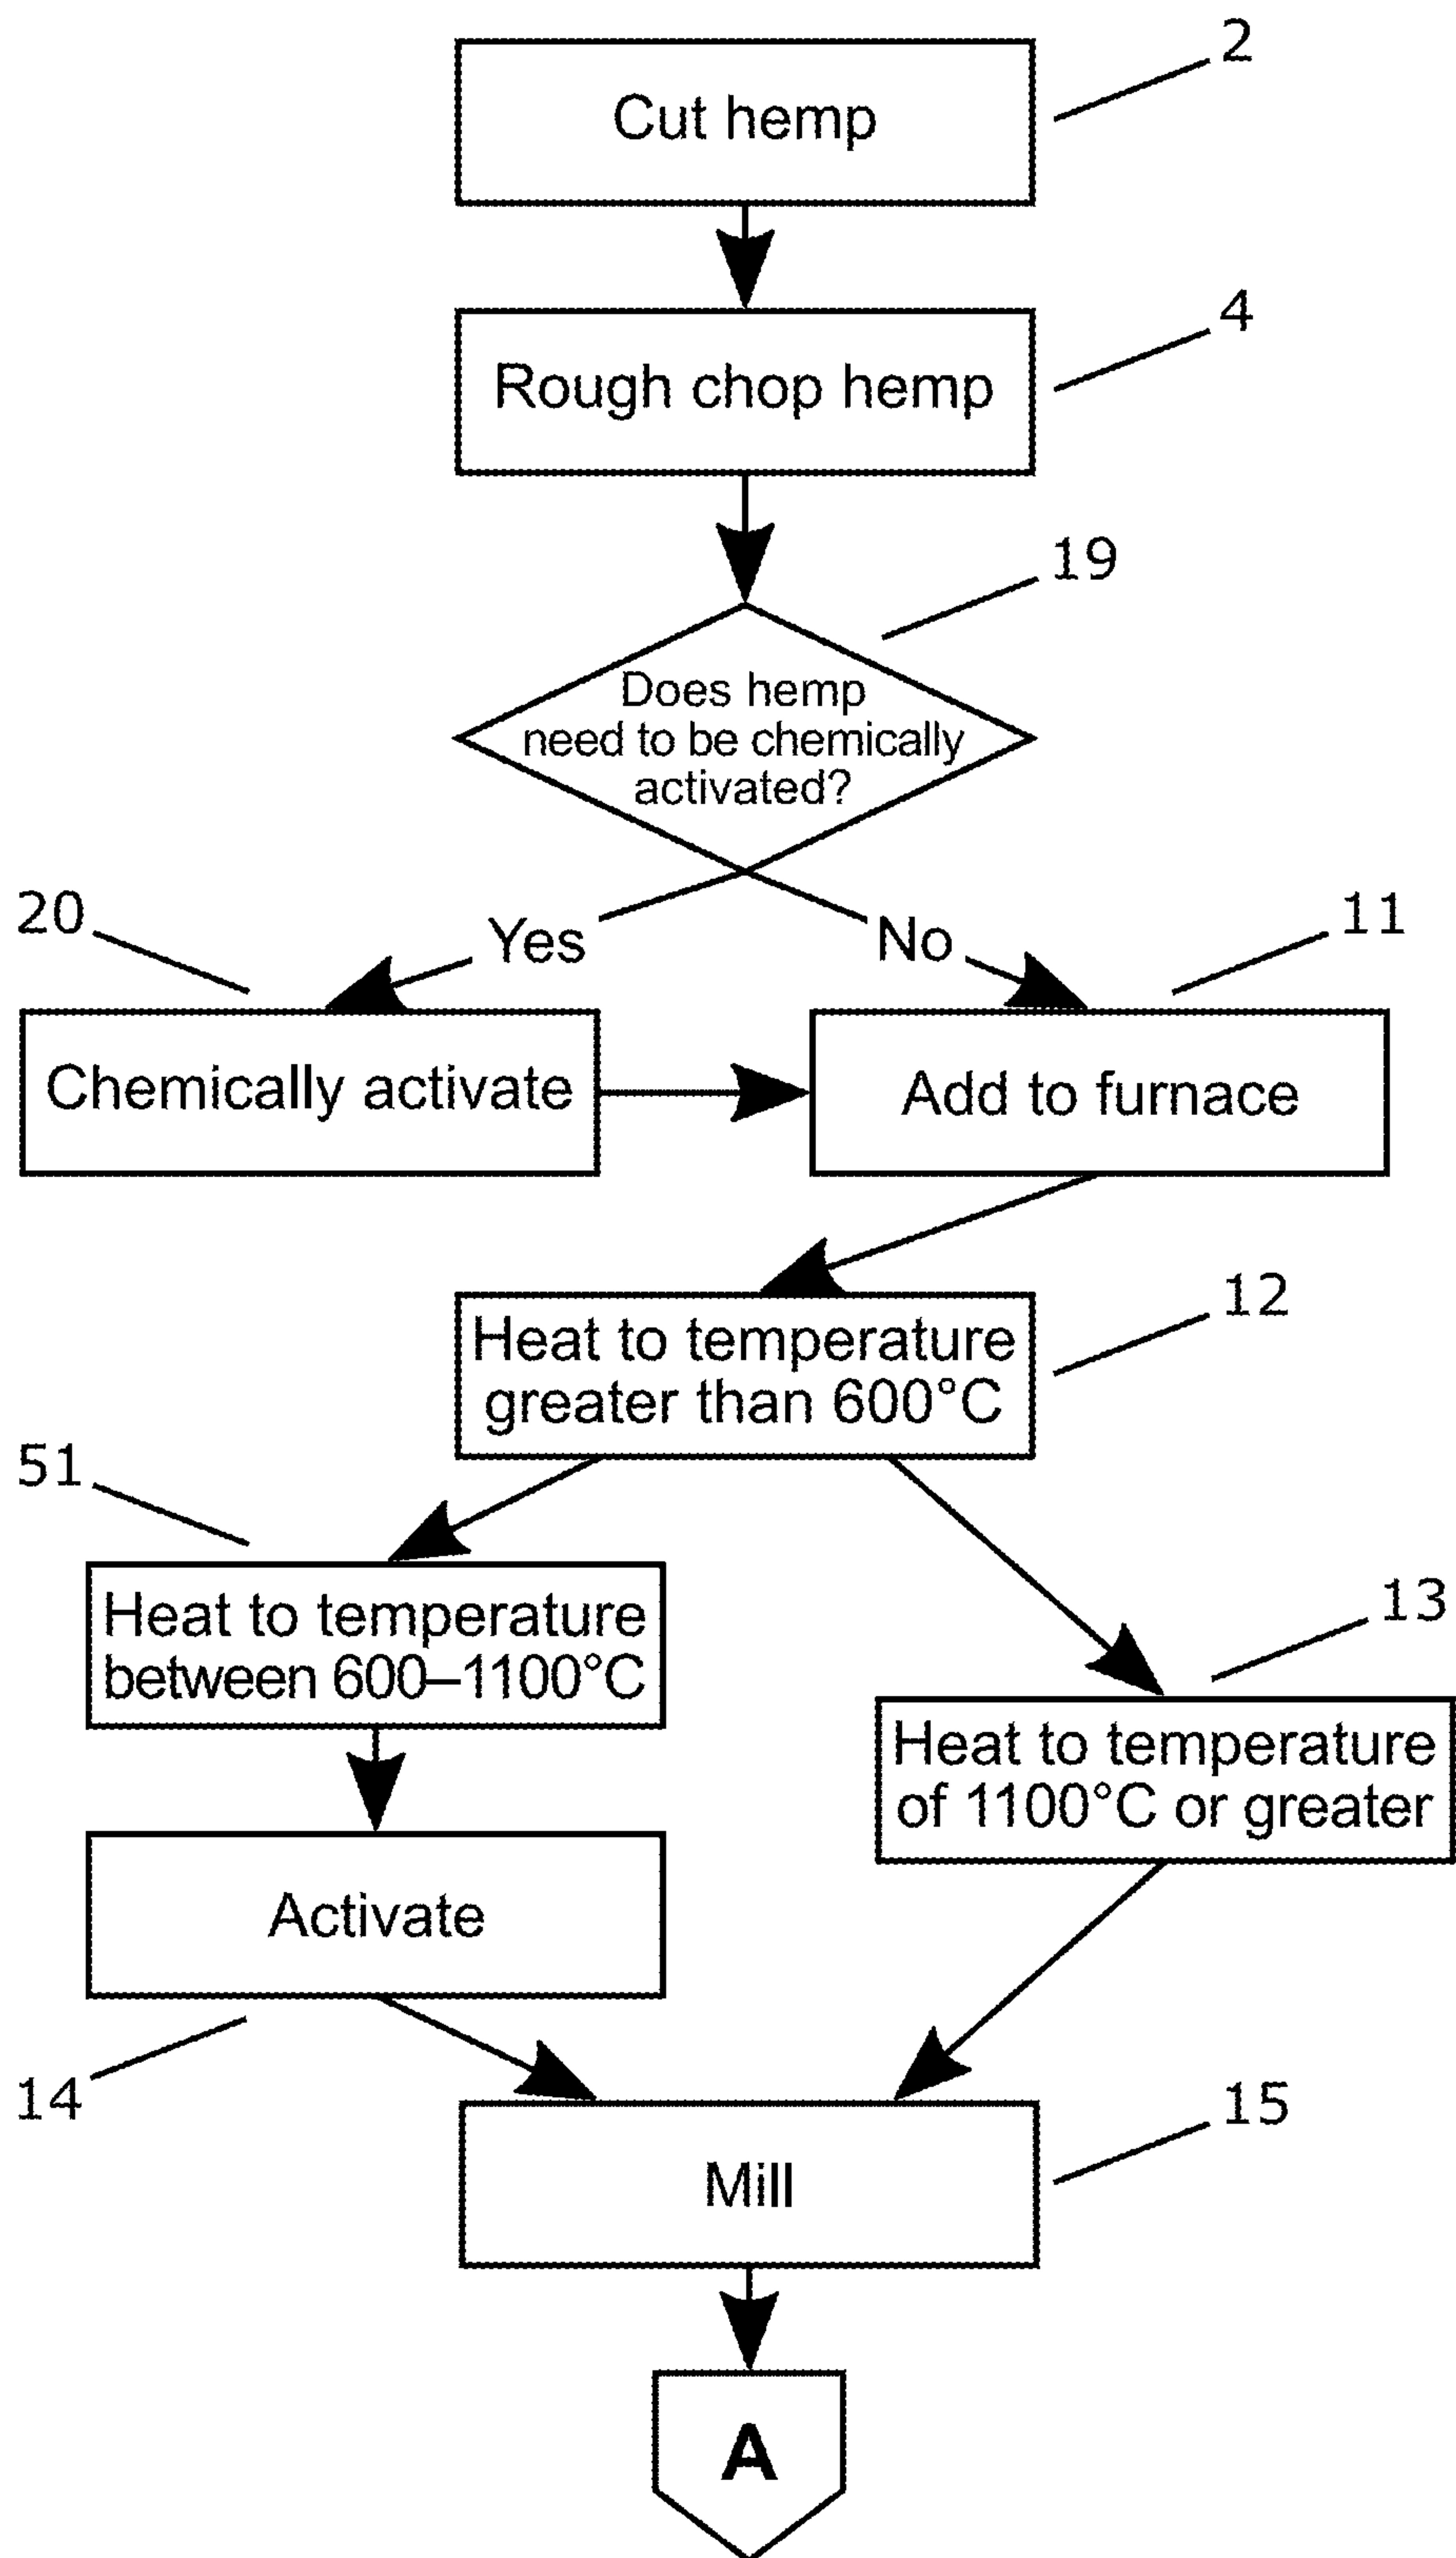 2
Cut hemp
4
Rough chop hemp
19
Does hemp
need to be chemically
activated?
20
Yes
No
11
Chemically activate
Add to furnace
12
Heat to temperature
greater than 600°C
51
Heat to temperature
between 600–1100°C
13
Heat to temperature
of 1100°C or greater
Activate
14
15
Mill
A